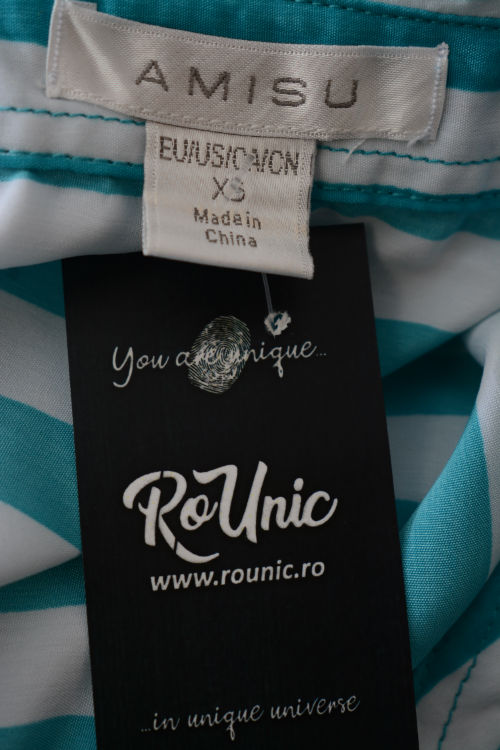 AMISU
EU/US/CA/CN
XS
Made in
China
You are unique...
RoUnic
www.rounic.ro
...in unique universe